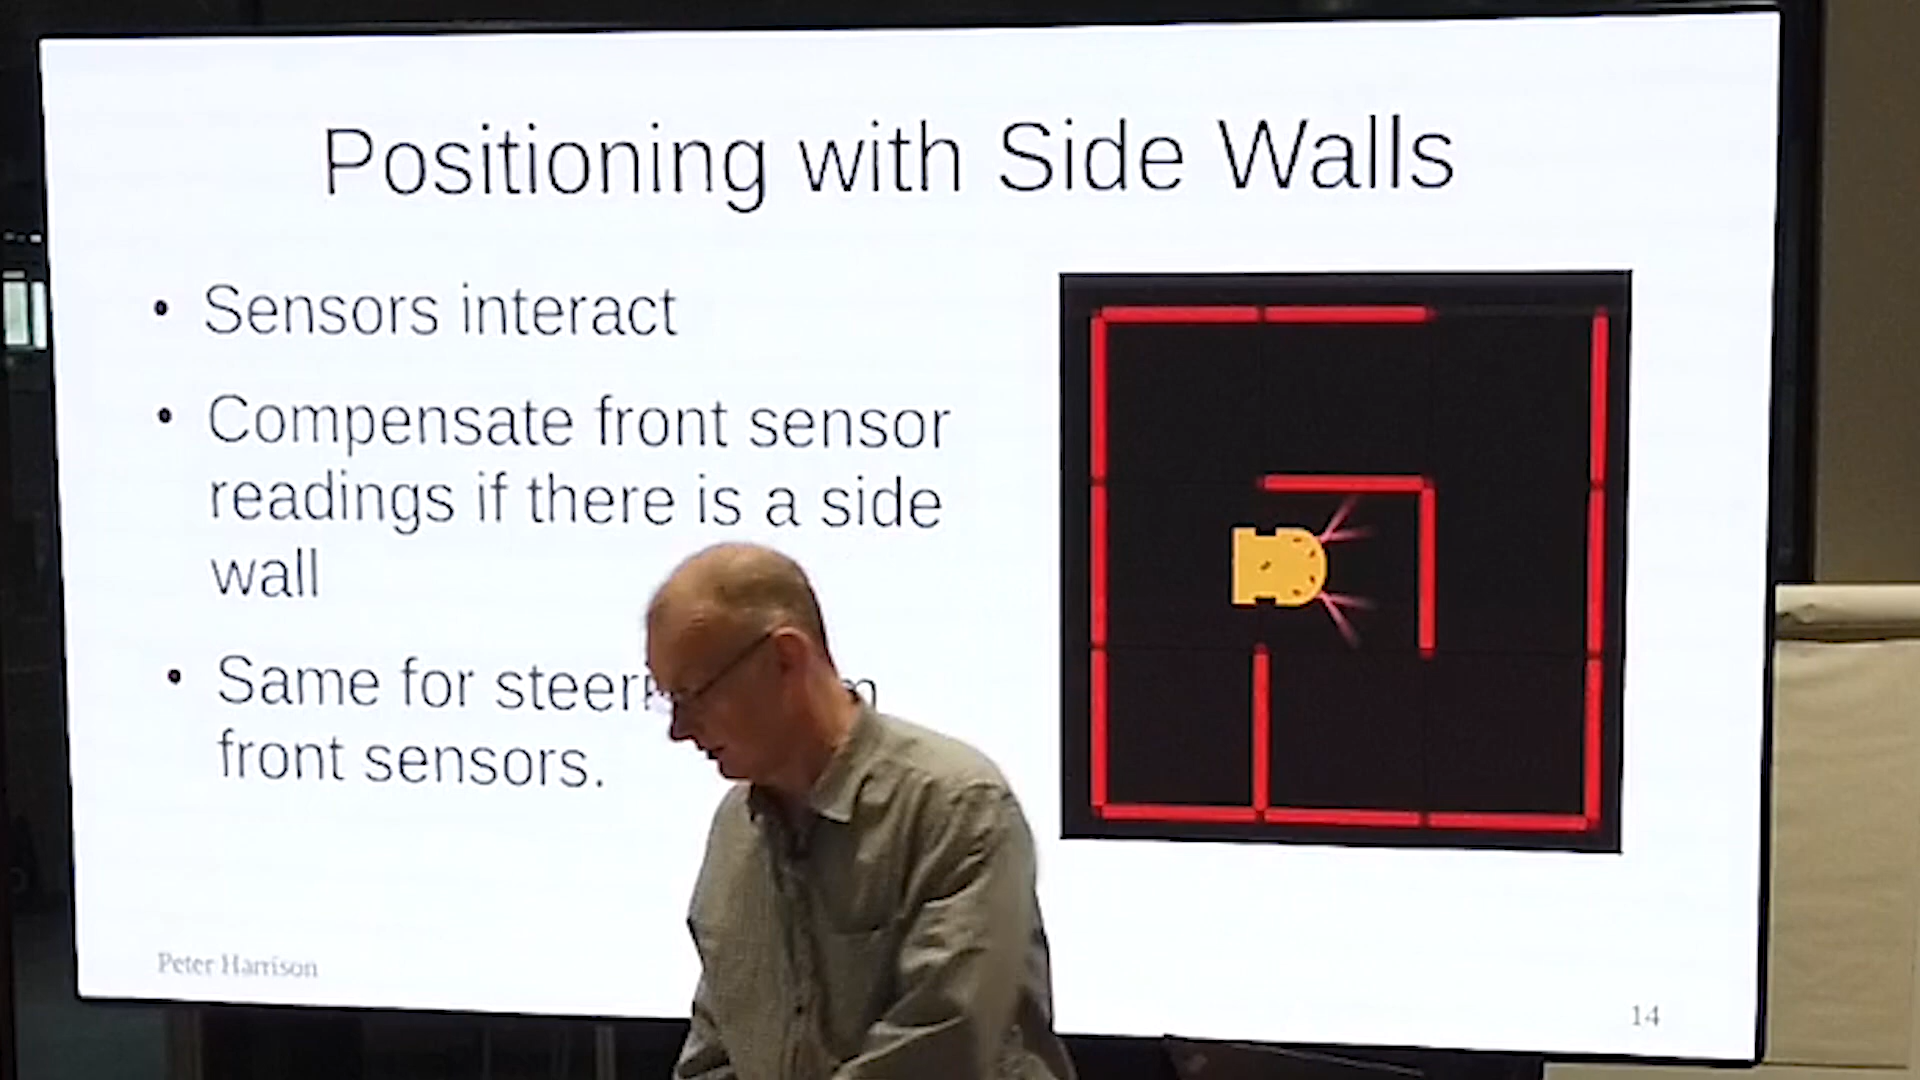 Positioning with Side Walls
• Sensors interact
• Compensate front sensor
readings if there is a side
wall
• Same for
front sensors.
Peter Harrison
14